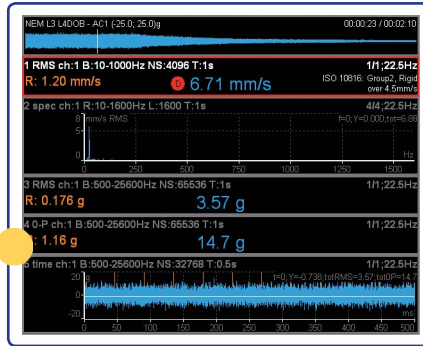 NEM L3 L4DOB - AC1 (-25.0; 25.0)g 00:00:23 / 00:02:10
1 RMS ch:1 B:10-1000Hz NS:4096 T:1s 1/1;22.5Hz
R: 1.20 mm/s D 6.71 mm/s ISO 10816: Group2, Rigid
over 4.5mm/s
2 spec ch:1 R:10-1600Hz L:1600 T:1s 4/4;22.5Hz
8 mm/s RMS f=0;Y=0.000;tot=6.88
5
0 Hz
0 250 500 750 1000 1250 1500
3 RMS ch:1 B:500-25600Hz NS:65536 T:1s 1/1;22.5Hz
R: 0.176 g 3.57 g
4 0-P ch:1 B:500-25600Hz NS:65536 T:1s 1/1;22.5Hz
: 1.16 g 14.7 g
time ch:1 B:500-25600Hz NS:32768 T:0.5s 1/1;22.5Hz
20 g t=0;Y=-0.738;totRMS=3.57;tot0P=14.7
0
-20 ms
0 50 100 150 200 250 300 350 400 450 500